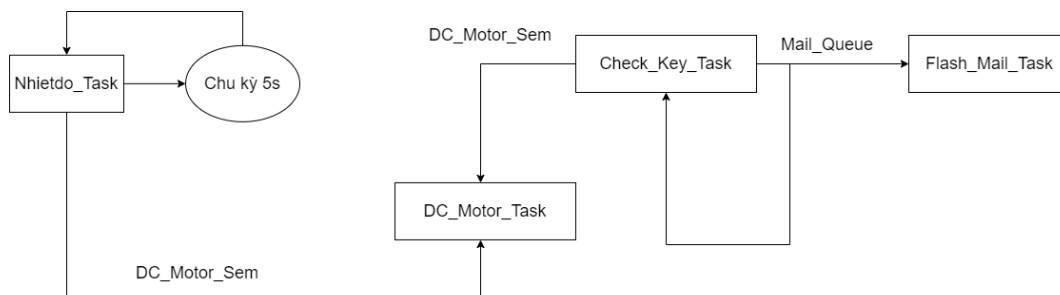 DC_Motor_Sem
Mail_Queue
Nhietdo_Task
Chu kỳ 5s
Check_Key_Task
Flash_Mail_Task
DC_Motor_Task
DC_Motor_Sem